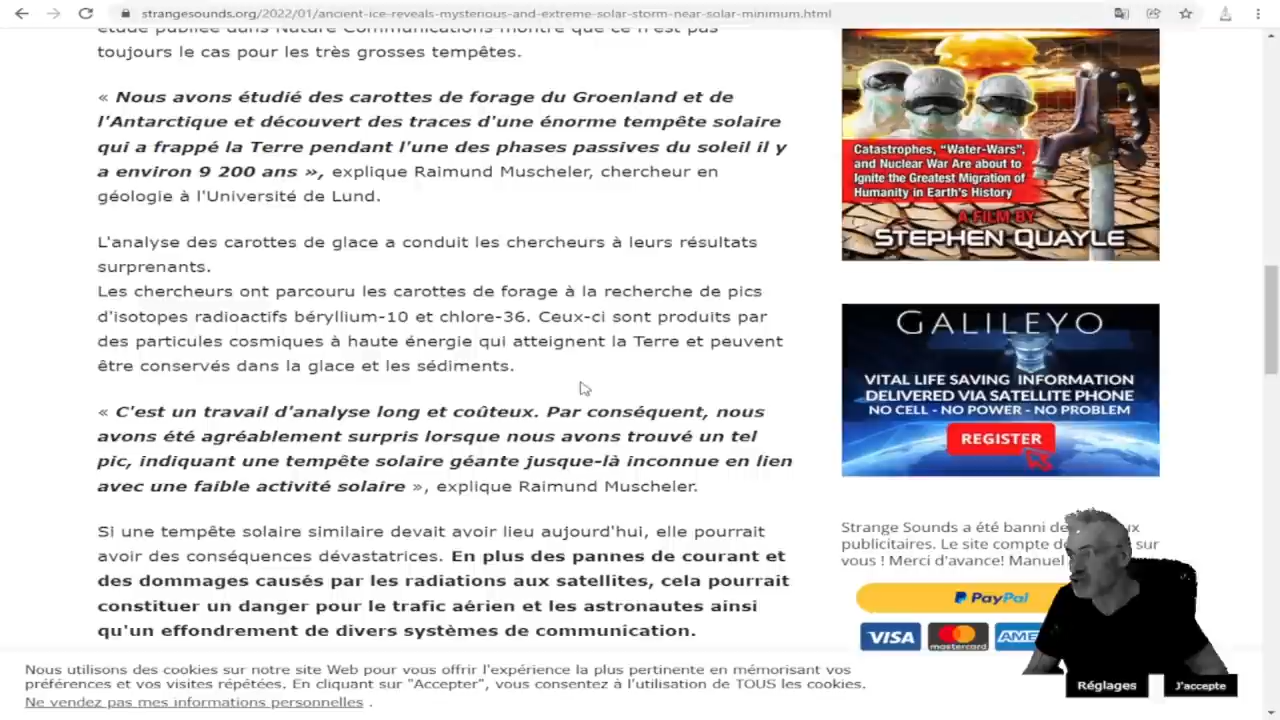 strangesounds.org/2022/01/ancient-ice-reveals-mysterious-and-extreme-solar-storm-near-solar-minimum.html
étude publiée dans Nature Communications montre que ce n'est pas
toujours le cas pour les très grosses tempêtes.
« Nous avons étudié des carottes de forage du Groenland et de
l'Antarctique et découvert des traces d'une énorme tempête solaire
qui a frappé la Terre pendant l'une des phases passives du soleil il y
a environ 9 200 ans », explique Raimund Muscheler, chercheur en
géologie à l'Université de Lund.
L'analyse des carottes de glace a conduit les chercheurs à leurs résultats
surprenants.
Les chercheurs ont parcouru les carottes de forage à la recherche de pics
d'isotopes radioactifs béryllium-10 et chlore-36. Ceux-ci sont produits par
des particules cosmiques à haute énergie qui atteignent la Terre et peuvent
être conservés dans la glace et les sédiments.
« C'est un travail d'analyse long et coûteux. Par conséquent, nous
avons été agréablement surpris lorsque nous avons trouvé un tel
pic, indiquant une tempête solaire géante jusque-là inconnue en lien
avec une faible activité solaire », explique Raimund Muscheler.
Si une tempête solaire similaire devait avoir lieu aujourd'hui, elle pourrait
avoir des conséquences dévastatrices. En plus des pannes de courant et
des dommages causés par les radiations aux satellites, cela pourrait
constituer un danger pour le trafic aérien et les astronautes ainsi
qu'un effondrement de divers systèmes de communication.
Catastrophes, "Water-Wars",
and Nuclear War Are about to
Ignite the Greatest Migration of
Humanity in Earth's History
A FILM BY
STEPHEN QUAYLE
GALILEYO
VITAL LIFE SAVING INFORMATION
DELIVERED VIA SATELLITE PHONE
NO CELL - NO POWER - NO PROBLEM
REGISTER
Strange Sounds a été banni
publicitaires. Le site compte sur
vous ! Merci d'avance! Manuel
PayPal
VISA
mastercard
Nous utilisons des cookies sur notre site Web pour vous offrir l'expérience la plus pertinente en mémorisant vos
préférences et vos visites répétées. En cliquant sur "Accepter", vous consentez à l'utilisation de TOUS les cookies.
Ne vendez pas mes informations personnelles .
Réglages
J'accepte